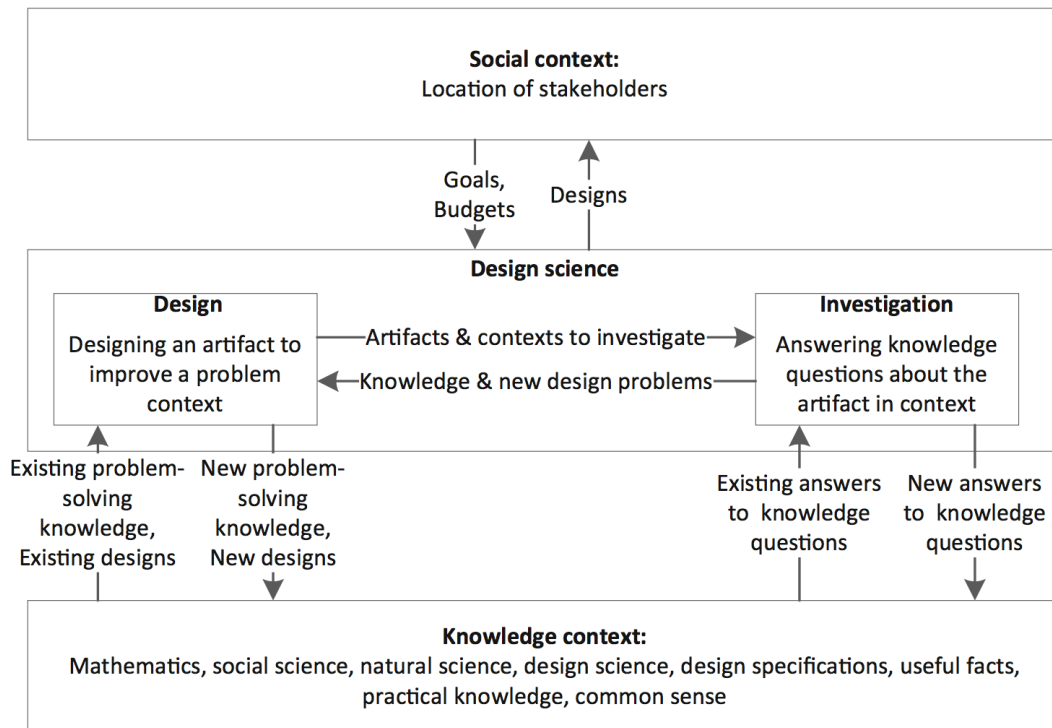 Social context:
Location of stakeholders
Goals,
Budgets
Designs
Design science
Design
Designing an artifact to
improve a problem
context
Artifacts & contexts to investigate
Knowledge & new design problems
Investigation
Answering knowledge
questions about the
artifact in context
Existing problem-
solving
knowledge,
Existing designs
New problem-
solving
knowledge,
New designs
Existing answers
to knowledge
questions
New answers
to knowledge
questions
Knowledge context:
Mathematics, social science, natural science, design science, design specifications, useful facts,
practical knowledge, common sense